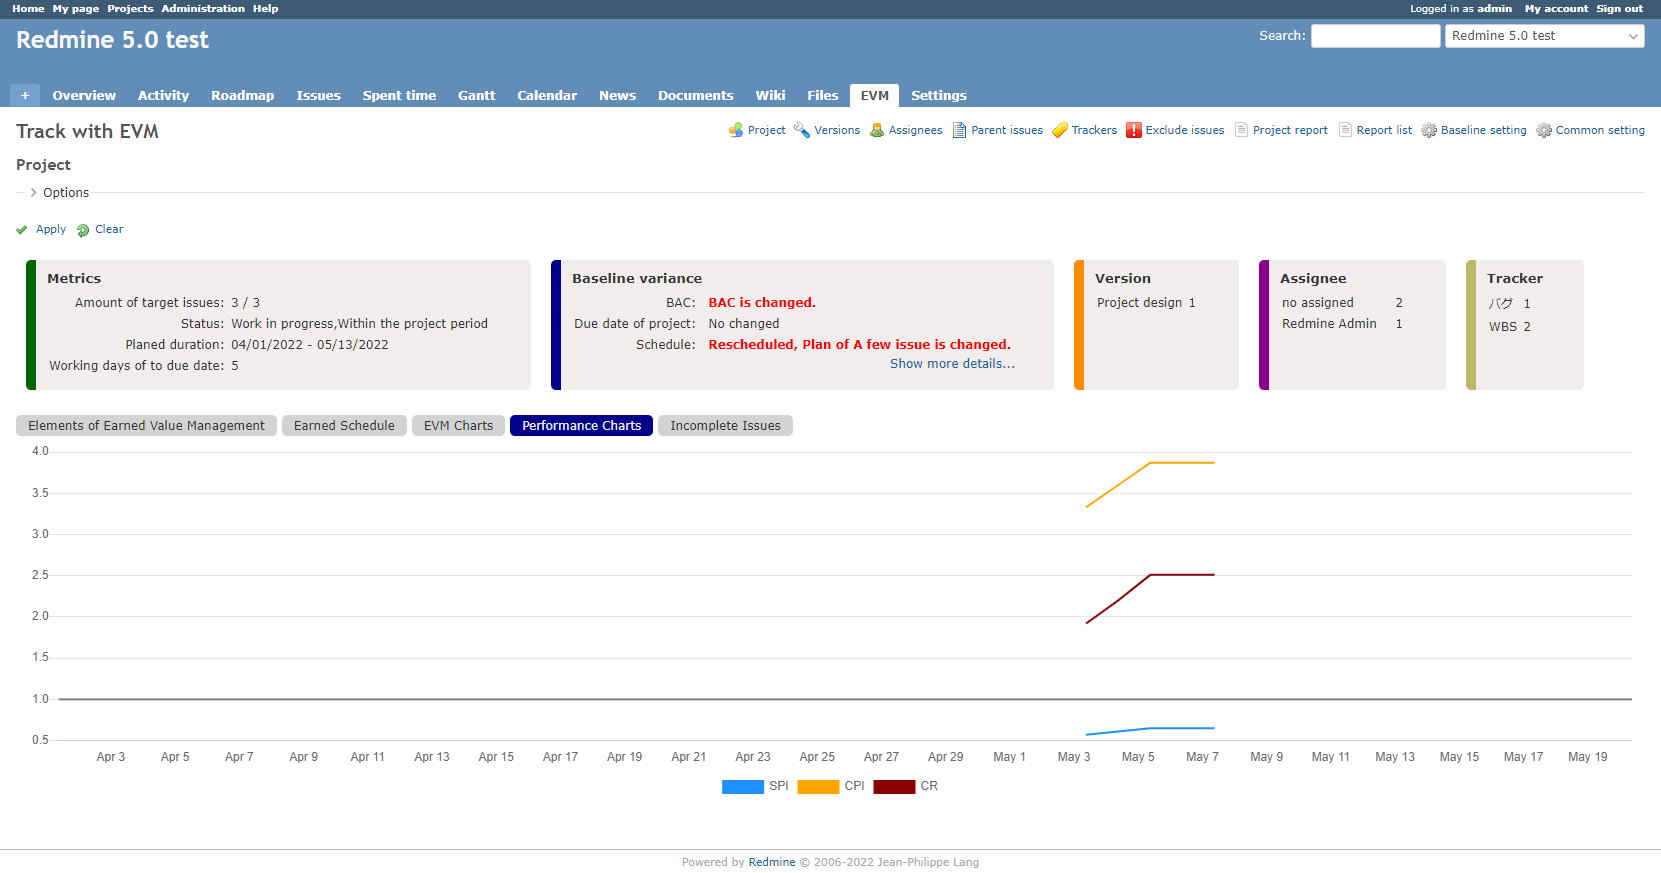 Home My page Projects Administration Help
Logged in as admin My account Sign out
Redmine 5.0 test
Search: Redmine 5.0 test
+ Overview Activity Roadmap Issues Spent time Gantt Calendar News Documents Wiki Files EVM Settings
Track with EVM
Project Versions Assignees Parent issues Trackers Exclude issues Project report Report list Baseline setting Common setting
Project
Options
Apply Clear
Metrics
Amount of target issues: 3 / 3
Status: Work in progress,Within the project period
Planed duration: 04/01/2022 - 05/13/2022
Working days of to due date: 5
Baseline variance
BAC: BAC is changed.
Due date of project: No changed
Schedule: Rescheduled, Plan of A few issue is changed.
Show more details...
Version
Project design 1
Assignee
no assigned 2
Redmine Admin 1
Tracker
バグ 1
WBS 2
Elements of Earned Value Management Earned Schedule EVM Charts Performance Charts Incomplete Issues
4.0
3.5
3.0
2.5
2.0
1.5
1.0
0.5
Apr 3 Apr 5 Apr 7 Apr 9 Apr 11 Apr 13 Apr 15 Apr 17 Apr 19 Apr 21 Apr 23 Apr 25 Apr 27 Apr 29 May 1 May 3 May 5 May 7 May 9 May 11 May 13 May 15 May 17 May 19
SPI CPI CR
Powered by Redmine © 2006-2022 Jean-Philippe Lang